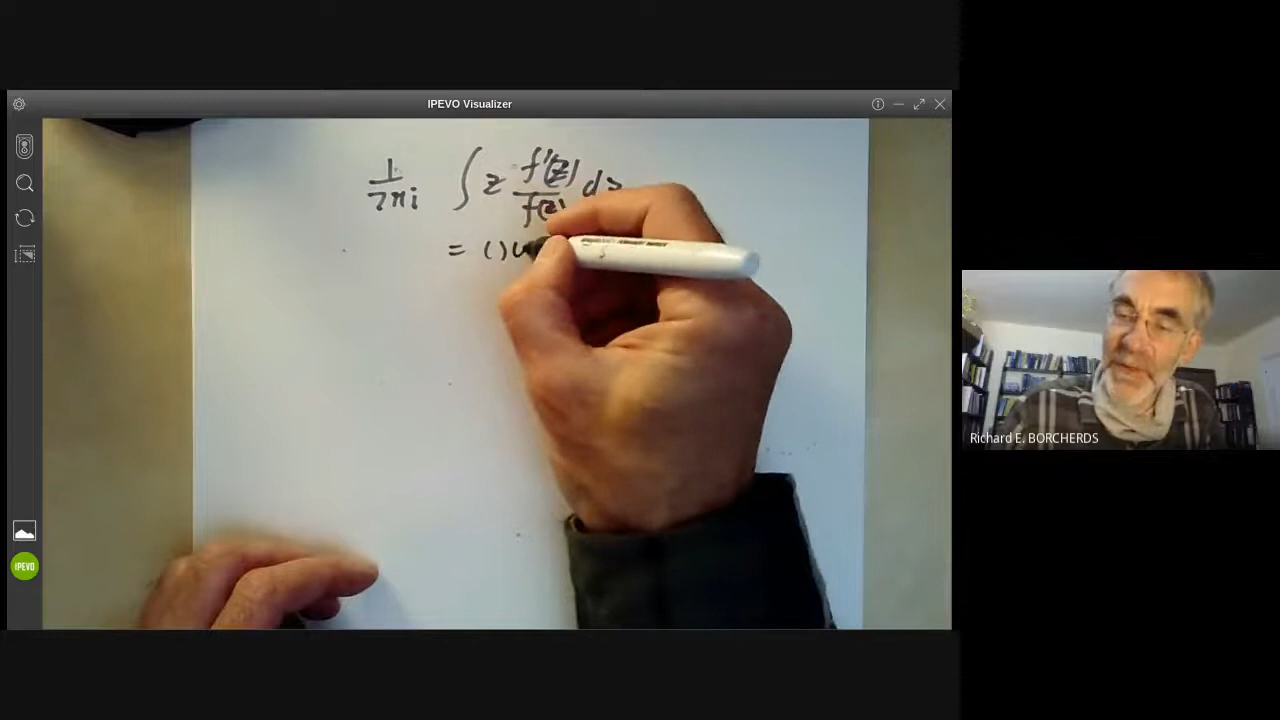 IPEVO Visualizer
1/2πi ∫ z f'(z)/f(z) dz
= ()
iPEVO
Richard E. BORCHERDS